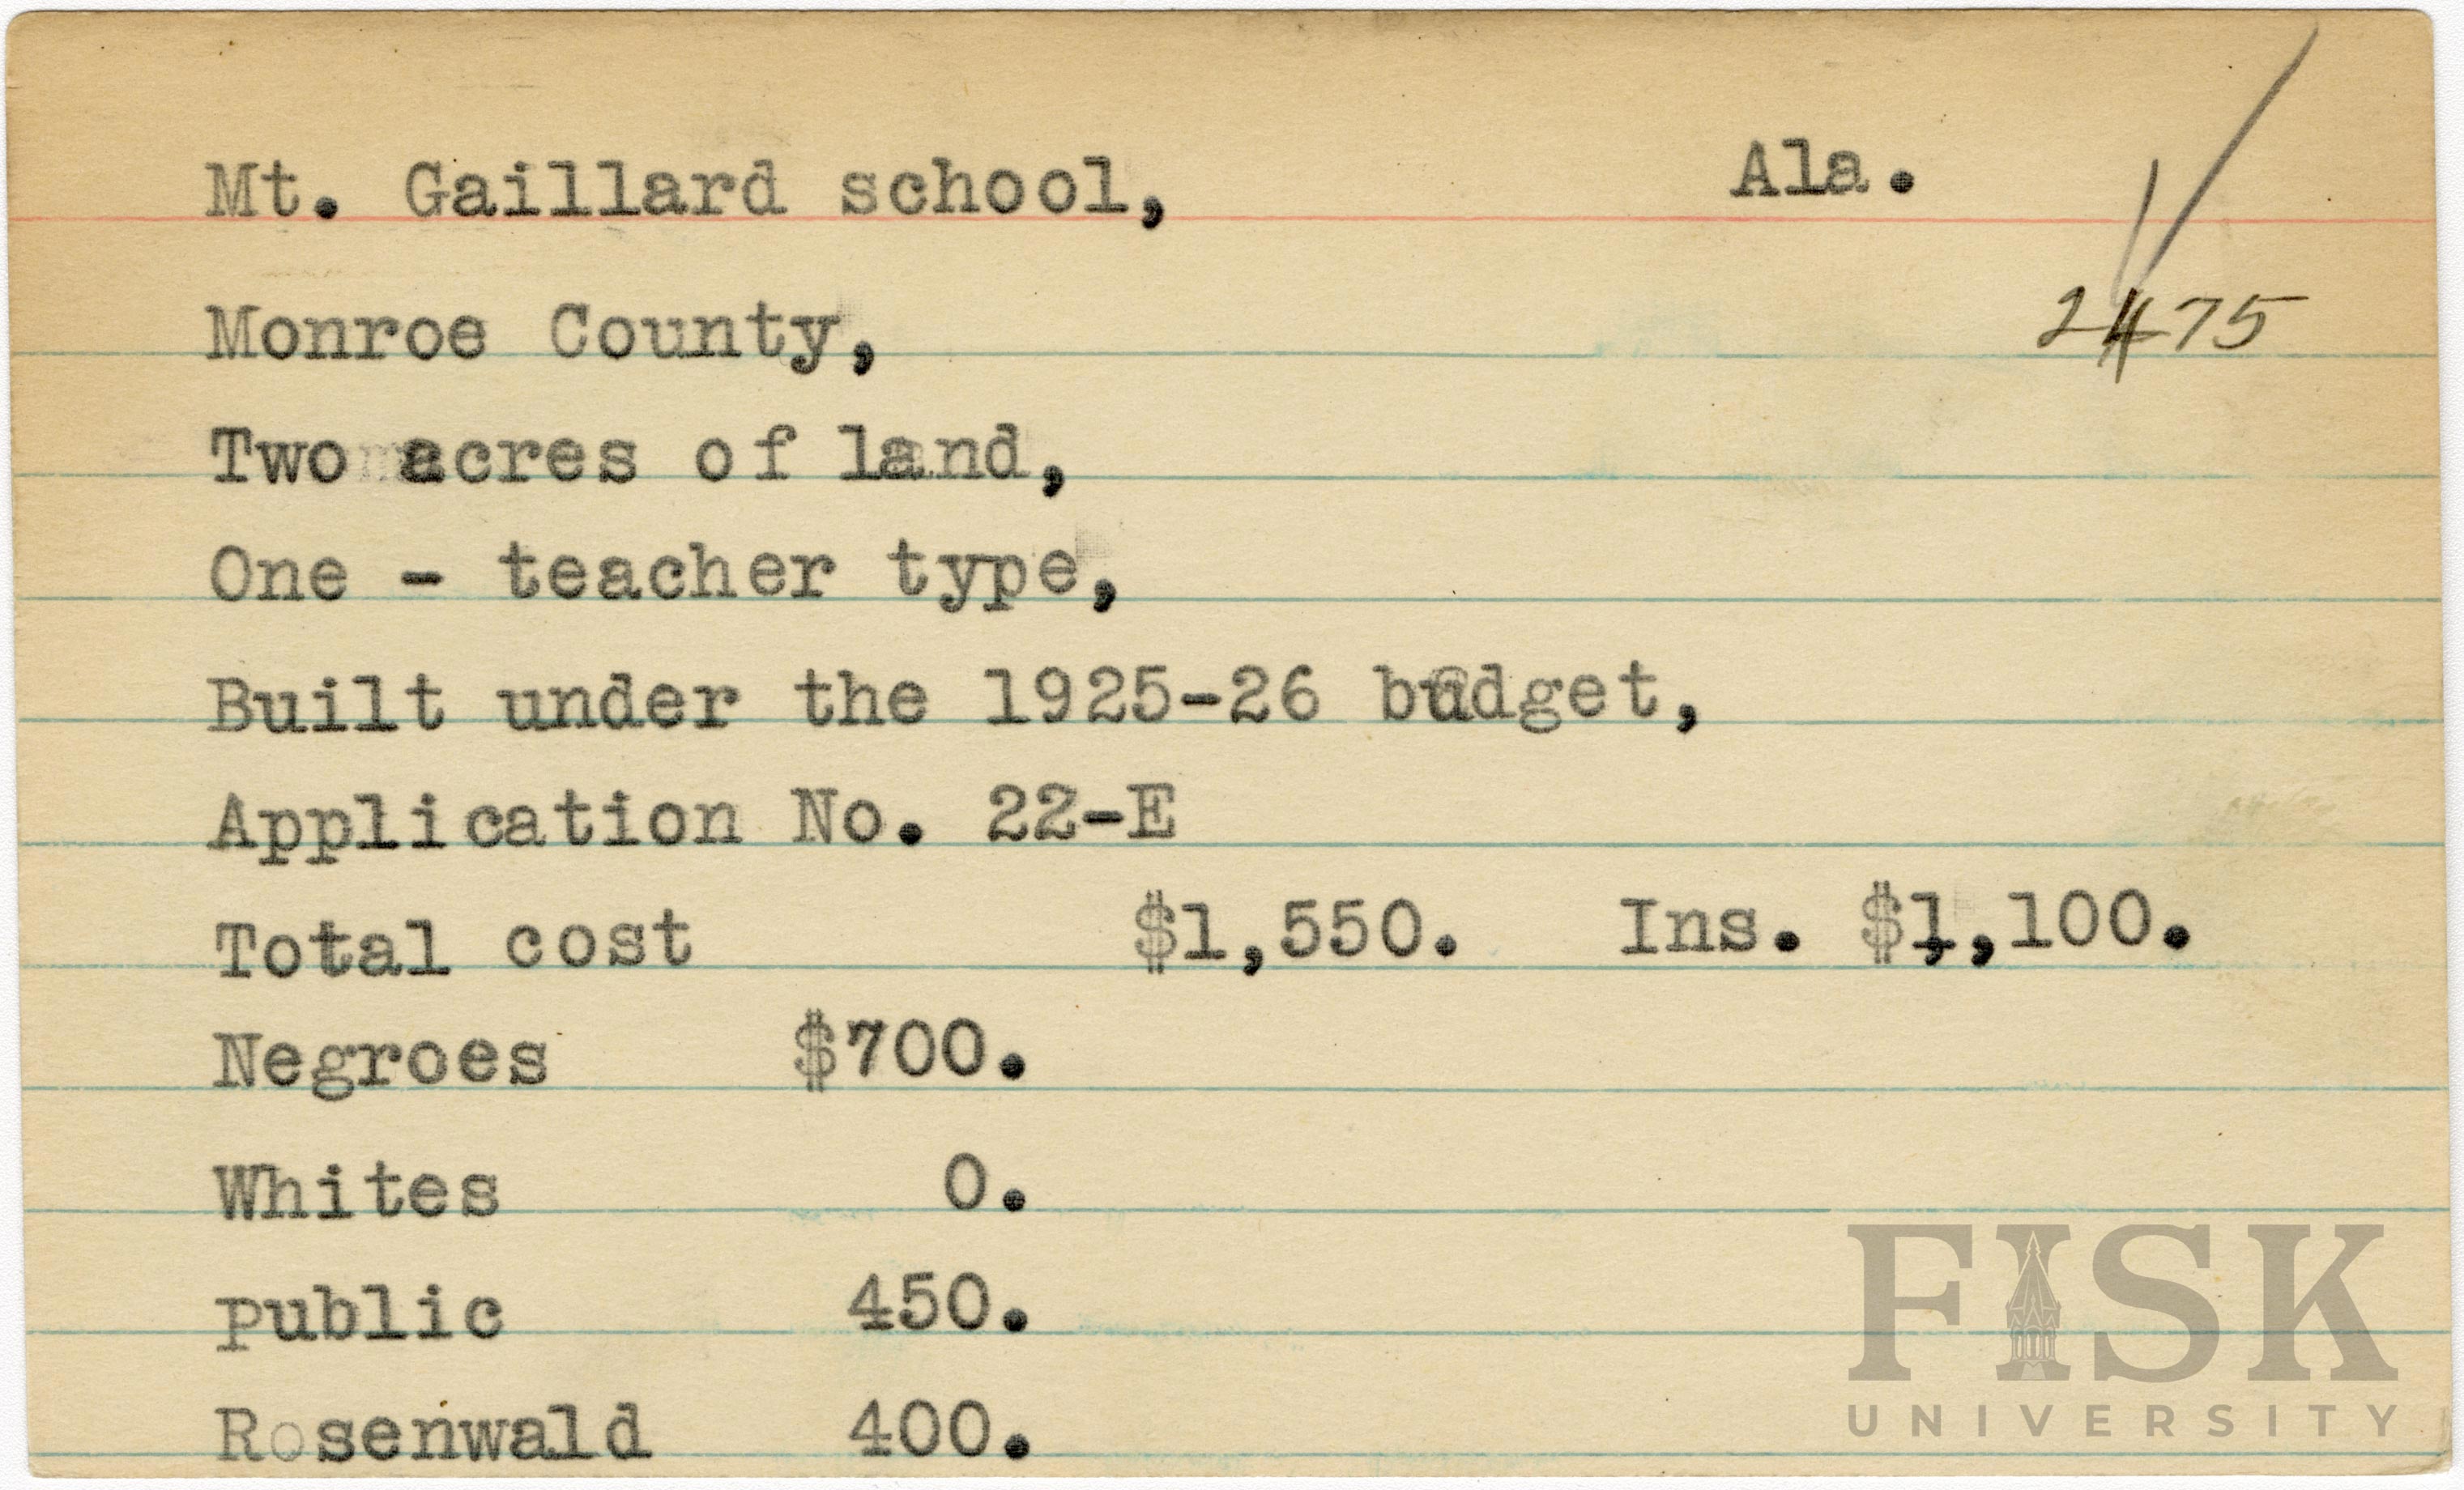 Mt. Gaillard school, Ala.
2475
Monroe County,
Two acres of land,
One - teacher type,
Built under the 1925-26 budget,
Application No. 22-E
Total cost $1,550. Ins. $1,100.
Negroes $700.
Whites 0.
Public 450.
Rosenwald 400.
FISK
UNIVERSITY